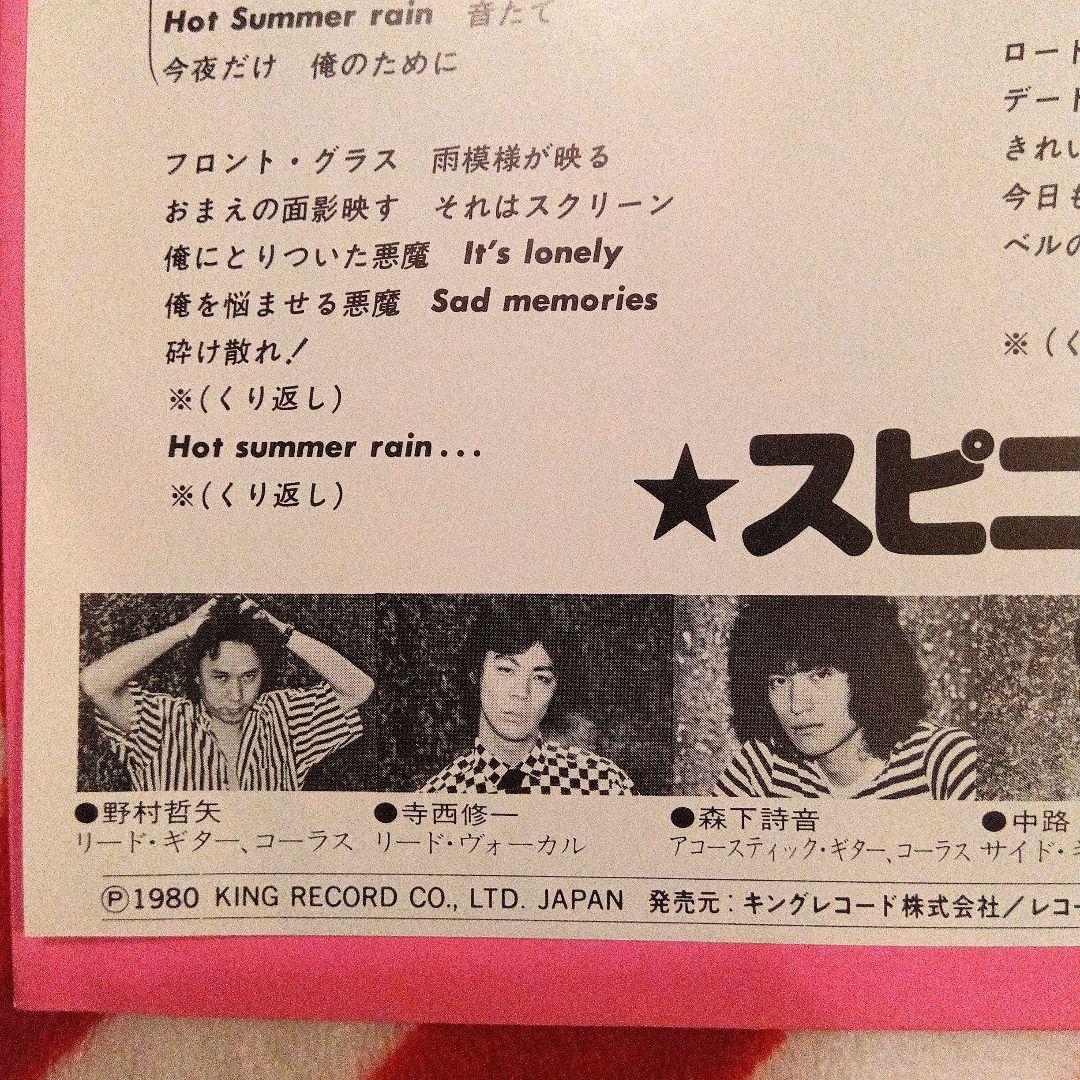 Hot Summer rain　音たて
今夜だけ　俺のために
フロント・グラス　雨模様が映る
おまえの面影映す　それはスクリーン
俺にとりついた悪魔　It's lonely
俺を悩ませる悪魔　Sad memories
砕け散れ！
※(くり返し)
Hot summer rain...
※(くり返し)
ロード
デート
きれい
今日も
ベルの
※(く
★スピニ
●野村哲矢
リード・ギター、コーラス
●寺西修一
リード・ヴォーカル
●森下詩音
アコースティック・ギター、コーラス
●中路
サイド・ギ
Ⓟ1980 KING RECORD CO., LTD. JAPAN　発売元：キングレコード株式会社／レコー